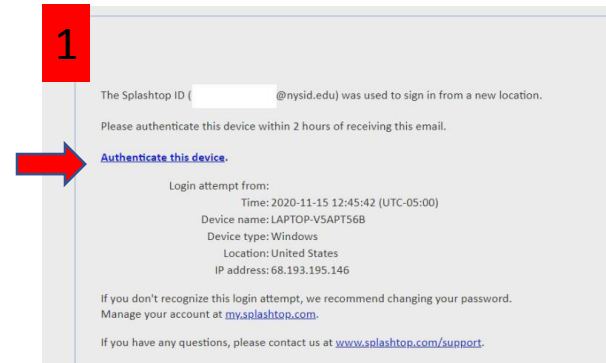 1
The Splashtop ID ( @nysid.edu) was used to sign in from a new location.
Please authenticate this device within 2 hours of receiving this email.
Authenticate this device.
Login attempt from:
Time: 2020-11-15 12:45:42 (UTC-05:00)
Device name: LAPTOP-V5APT56B
Device type: Windows
Location: United States
IP address: 68.193.195.146
If you don't recognize this login attempt, we recommend changing your password.
Manage your account at my.splashtop.com.
If you have any questions, please contact us at www.splashtop.com/support.